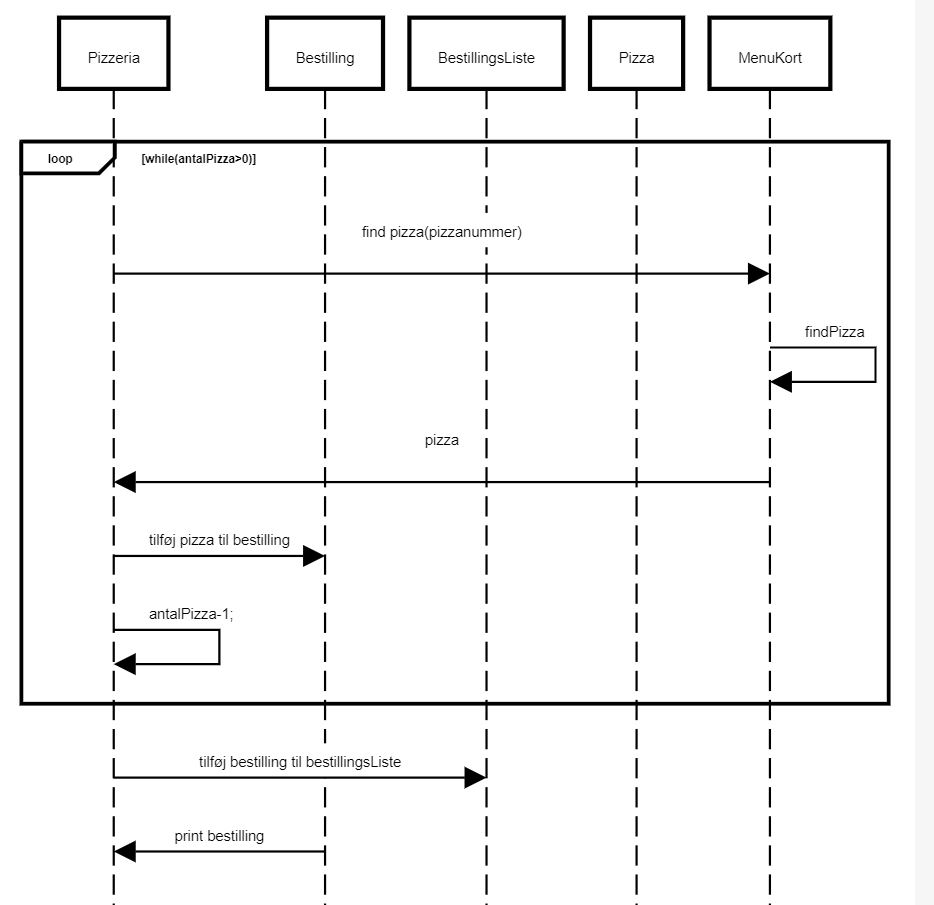 Pizzeria
Bestilling
BestillingsListe
Pizza
MenuKort
loop
[while(antalPizza>0)]
find pizza(pizzanummer)
findPizza
pizza
tilføj pizza til bestilling
antalPizza-1;
tilføj bestilling til bestillingsListe
print bestilling